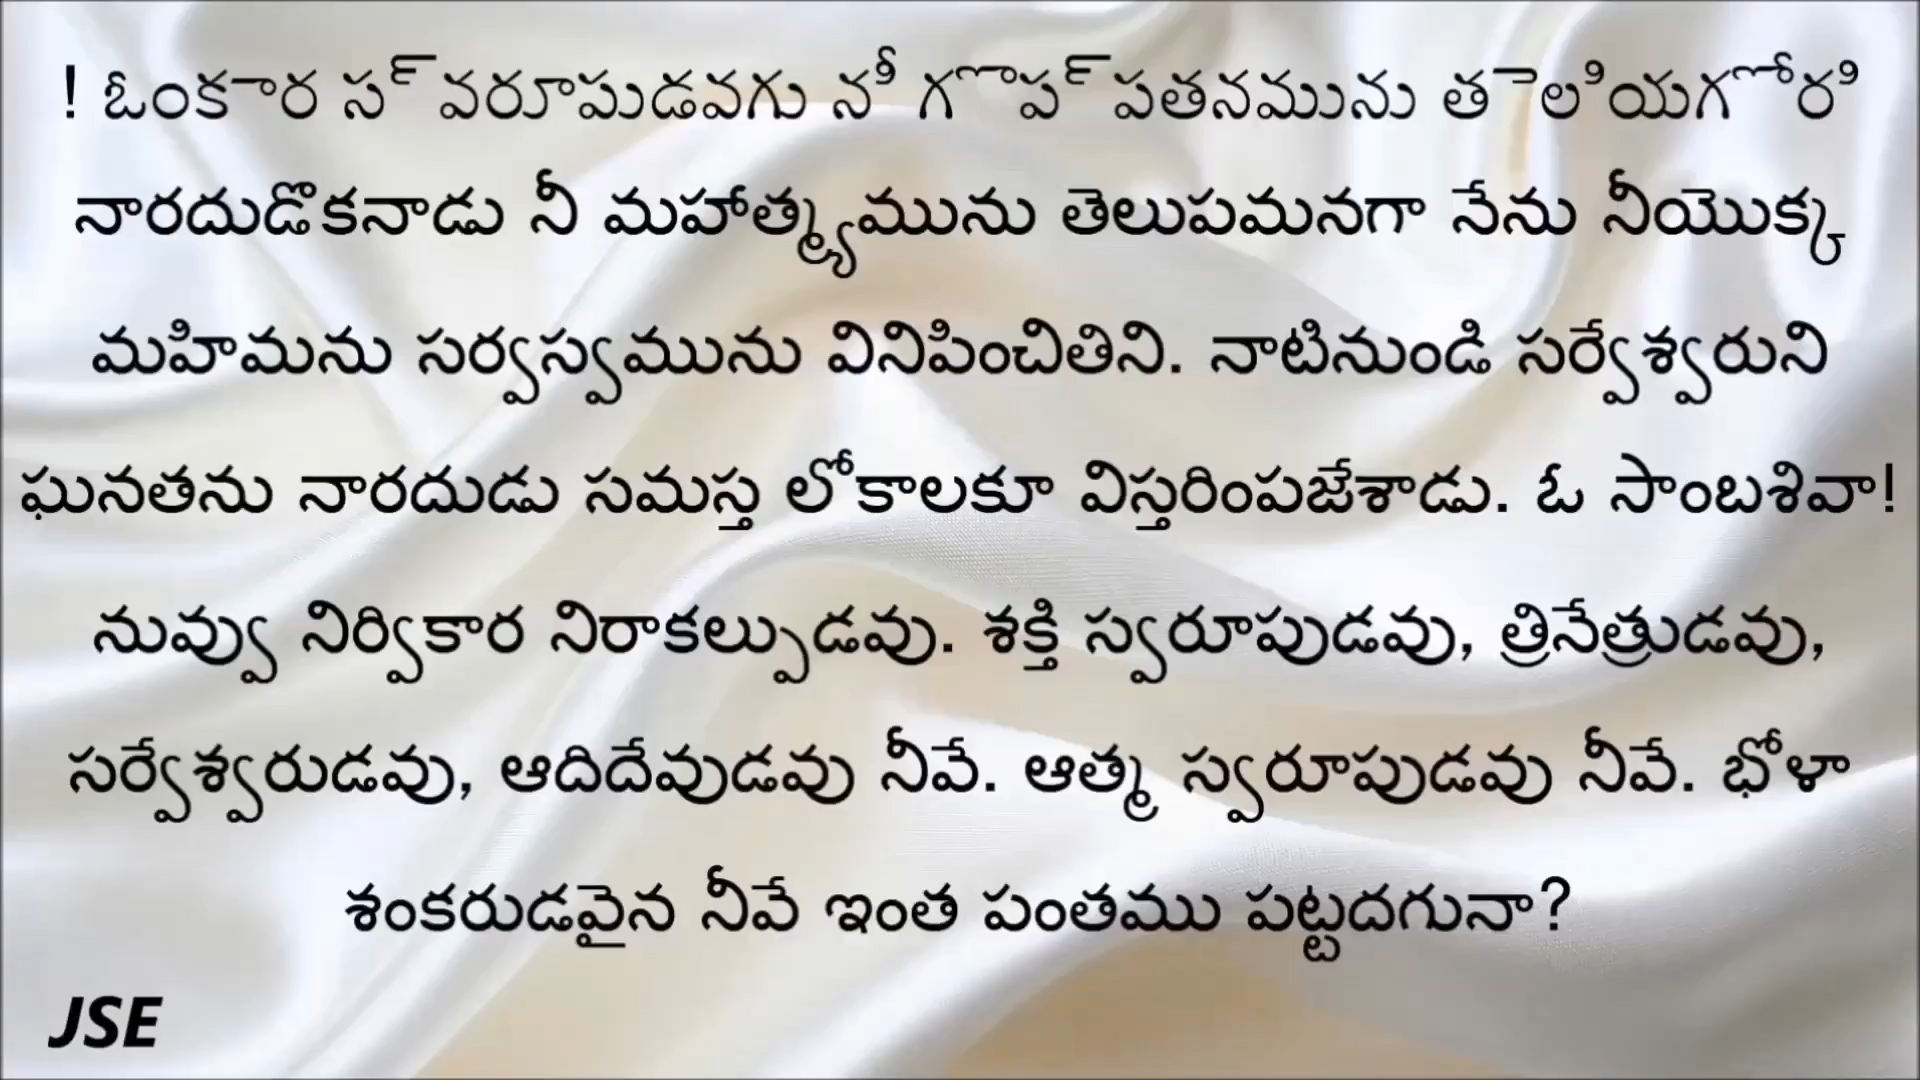 ! ఓంకార స్వరూపుడవగు నీ గొప్పతనమును తెలియగోరి
నారదుడొకనాడు నీ మహాత్మ్యమును తెలుపమనగా నేను నీయొక్క
మహిమను సర్వస్వమును వినిపించితిని. నాటినుండి సర్వేశ్వరుని
ఘనతను నారదుడు సమస్త లోకాలకూ విస్తరింపజేశాడు. ఓ సాంబశివా!
నువ్వు నిర్వికార నిరాకల్పుడవు. శక్తి స్వరూపుడవు, త్రినేత్రుడవు,
సర్వేశ్వరుడవు, ఆదిదేవుడవు నీవే. ఆత్మ స్వరూపుడవు నీవే. భోళా
శంకరుడవైన నీవే ఇంత పంతము పట్టదగునా?
JSE